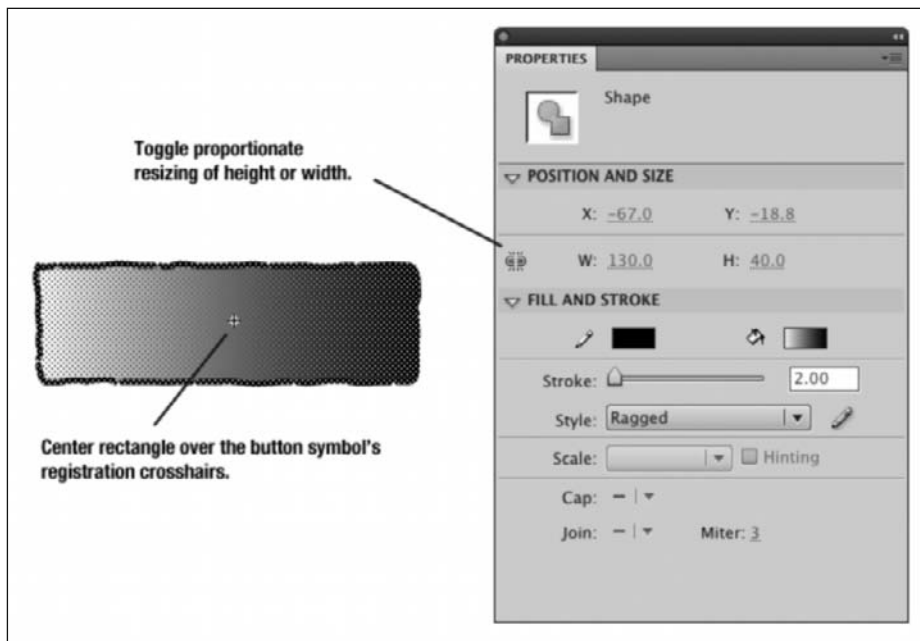 PROPERTIES
Shape
Toggle proportionate
resizing of height or width.
POSITION AND SIZE
X: -67.0 Y: -18.8
W: 130.0 H: 40.0
FILL AND STROKE
Stroke: 2.00
Style: Ragged
Scale: Hinting
Cap:
Join: Miter: 3
Center rectangle over the button symbol's
registration crosshairs.